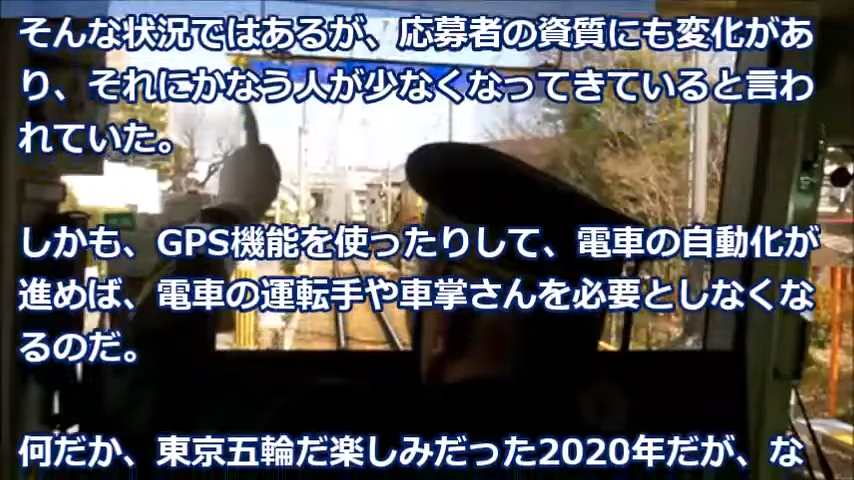 そんな状況ではあるが、応募者の資質にも変化があ
り、それにかなう人が少なくなってきていると言わ
れていた。
しかも、GPS機能を使ったりして、電車の自動化が
進めば、電車の運転手や車掌さんを必要としなくな
るのだ。
何だか、東京五輪だ楽しみだった2020年だが、な